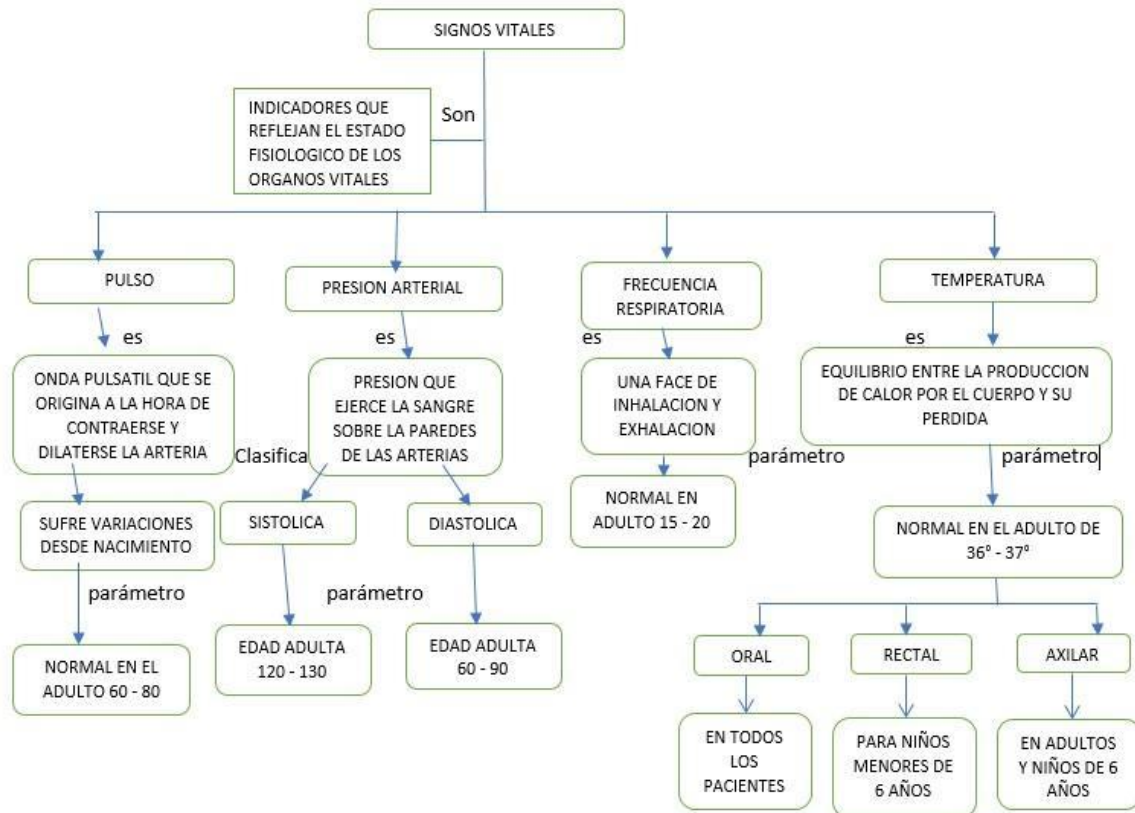 SIGNOS VITALES
INDICADORES QUE
REFLEJAN EL ESTADO
FISIOLOGICO DE LOS
ORGANOS VITALES
Son
PULSO
PRESION ARTERIAL
FRECUENCIA
RESPIRATORIA
TEMPERATURA
es
es
es
es
ONDA PULSATIL QUE SE
ORIGINA A LA HORA DE
CONTRAERSE Y
DILATERSE LA ARTERIA
PRESION QUE
EJERCE LA SANGRE
SOBRE LA PAREDES
DE LAS ARTERIAS
UNA FACE DE
INHALACION Y
EXHALACION
EQUILIBRIO ENTRE LA PRODUCCION
DE CALOR POR EL CUERPO Y SU
PERDIDA
Clasifica
parámetro
parámetro
SUFRE VARIACIONES
DESDE NACIMIENTO
SISTOLICA
DIASTOLICA
NORMAL EN
ADULTO 15 - 20
NORMAL EN EL ADULTO DE
36⁰ - 37⁰
parámetro
parámetro
NORMAL EN EL
ADULTO 60 - 80
EDAD ADULTA
120 - 130
EDAD ADULTA
60 - 90
ORAL
RECTAL
AXILAR
EN TODOS
LOS
PACIENTES
PARA NIÑOS
MENORES DE
6 AÑOS
EN ADULTOS
Y NIÑOS DE 6
AÑOS